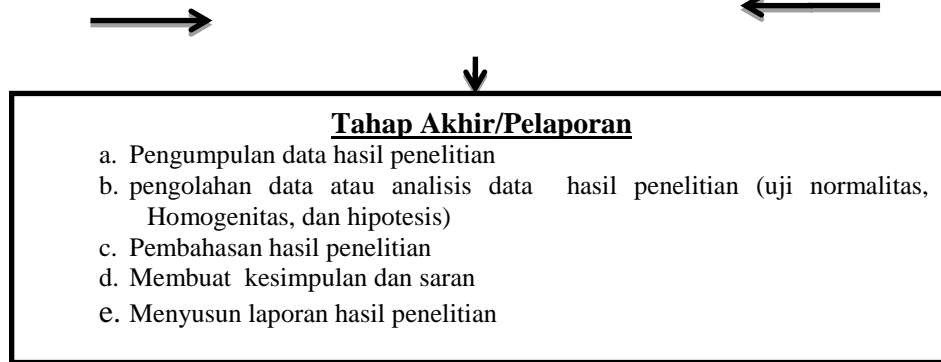 Tahap Akhir/Pelaporan
a. Pengumpulan data hasil penelitian
b. pengolahan data atau analisis data hasil penelitian (uji normalitas,
Homogenitas, dan hipotesis)
c. Pembahasan hasil penelitian
d. Membuat kesimpulan dan saran
e. Menyusun laporan hasil penelitian